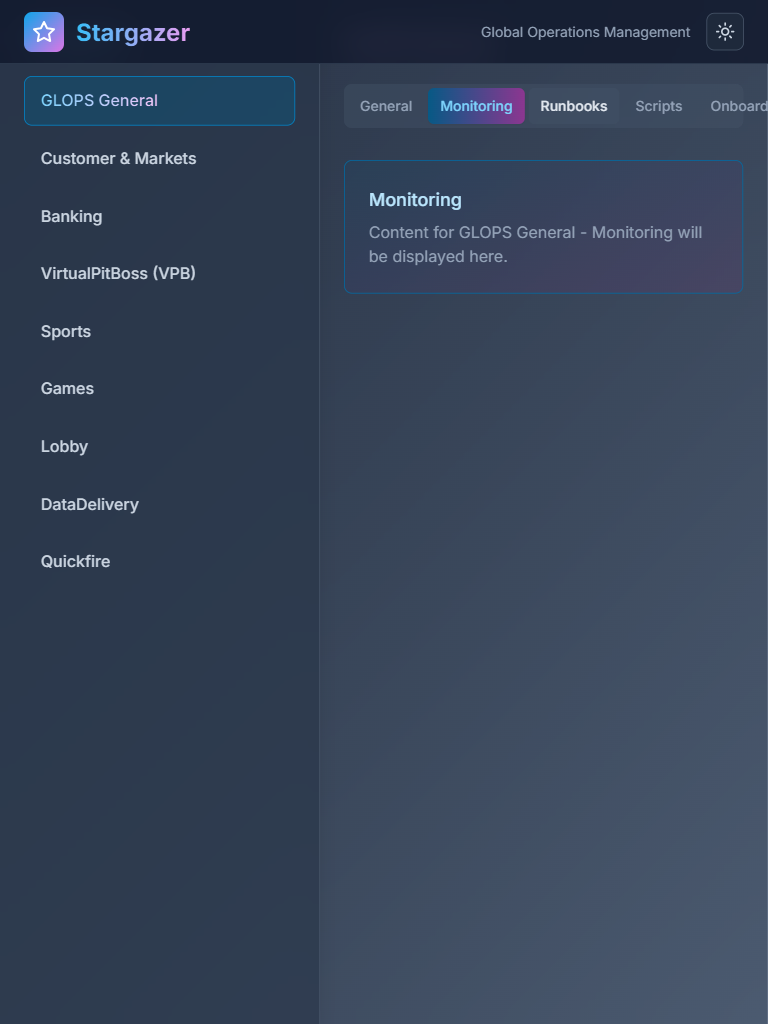 Stargazer
Global Operations Management
GLOPS General
Customer & Markets
Banking
VirtualPitBoss (VPB)
Sports
Games
Lobby
DataDelivery
Quickfire
General Monitoring Runbooks Scripts Onboard
Monitoring
Content for GLOPS General - Monitoring will
be displayed here.